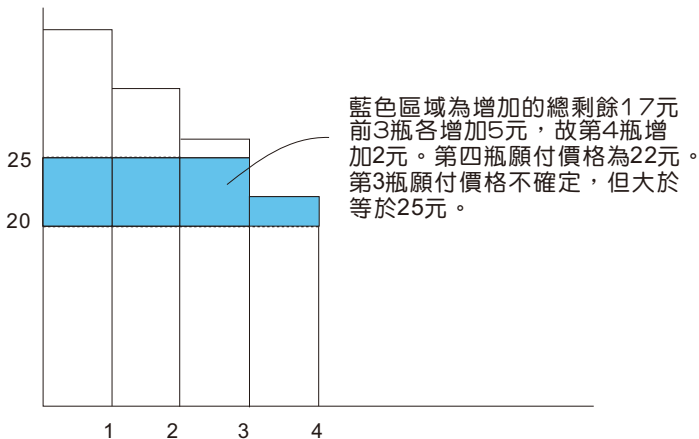 藍色區域為增加的總剩餘17元
前3瓶各增加5元，故第4瓶增
加2元。第四瓶願付價格為22元。
第3瓶願付價格不確定，但大於
等於25元。
25
20
1 2 3 4